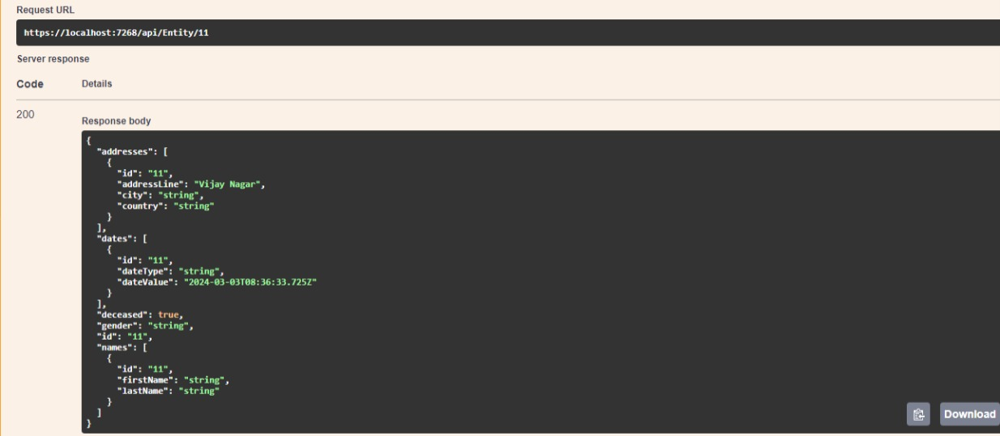 Request URL
https://localhost:7268/api/Entity/11
Server response
Code Details
200
Response body
{
  "addresses": [
    {
      "id": "11",
      "addressLine": "Vijay Nagar",
      "city": "string",
      "country": "string"
    }
  ],
  "dates": [
    {
      "id": "11",
      "dateType": "string",
      "dateValue": "2024-03-03T08:36:33.725Z"
    }
  ],
  "deceased": true,
  "gender": "string",
  "id": "11",
  "names": [
    {
      "id": "11",
      "firstName": "string",
      "lastName": "string"
    }
  ]
}
Download